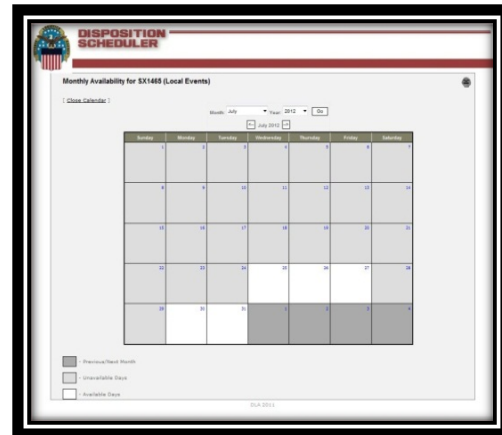 DISPOSITION
SCHEDULER
Monthly Availability for SX1465 (Local Events)
[ Close Calendar ]
Month: July Year: 2012 Go
<-- July 2012 -->
Sunday Monday Tuesday Wednesday Thursday Friday Saturday
1 2 3 4 5 6 7
8 9 10 11 12 13 14
15 16 17 18 19 20 21
22 23 24 25 26 27 28
29 30 31 1 2 3 4
- Previous/Next Month
- Unavailable Days
- Available Days
DLA 2011